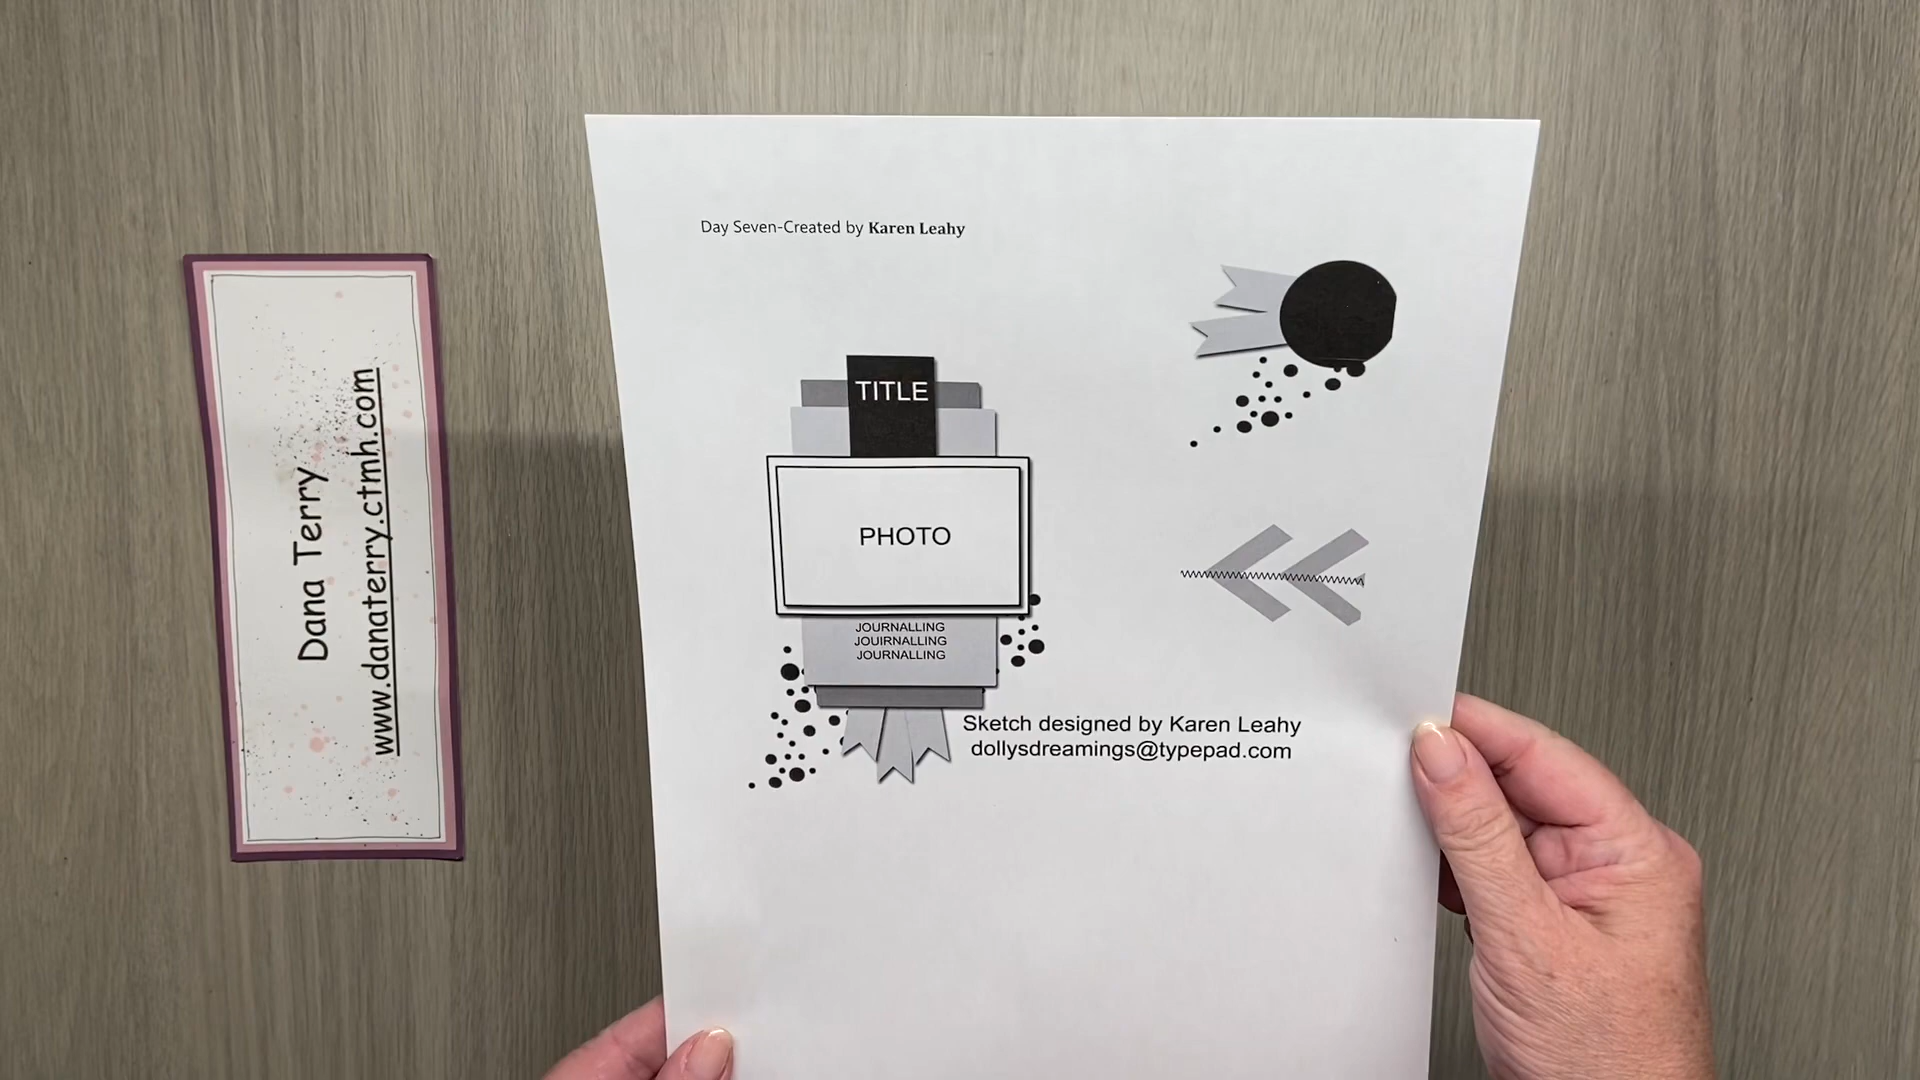 Dana Terry
www.danaterry.ctmh.com
Day Seven-Created by Karen Leahy
TITLE
PHOTO
JOURNALLING
JOUIRNALLING
JOURNALLING
Sketch designed by Karen Leahy
dollysdreamings@typepad.com